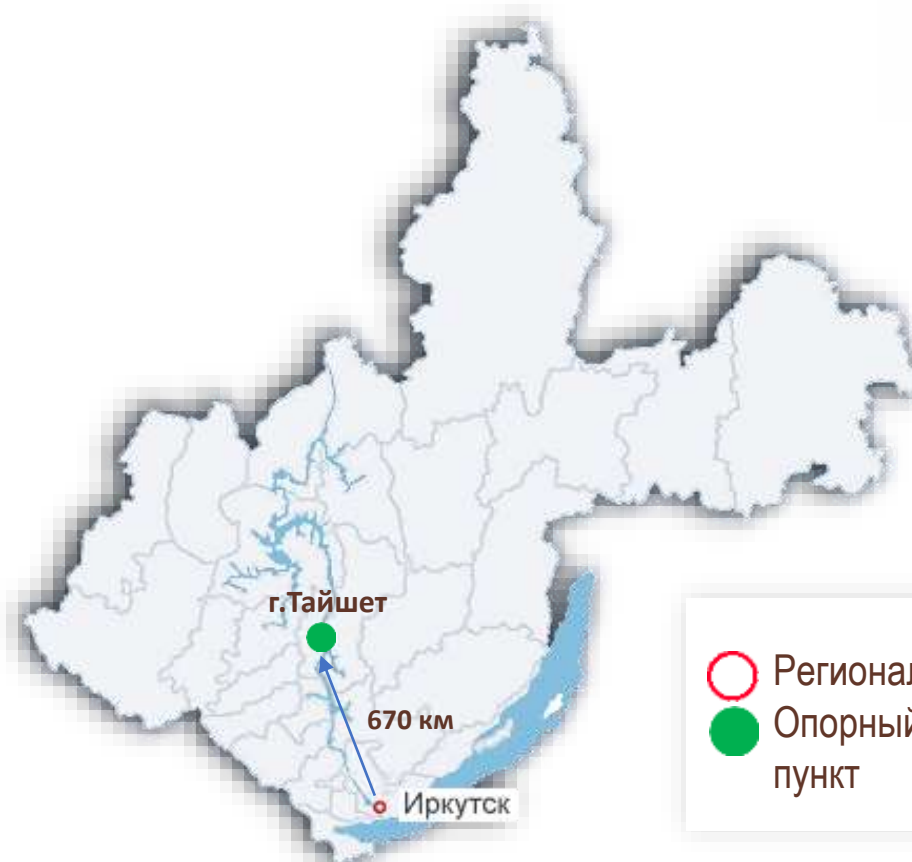 г.Тайшет
670 км
Иркутск
Регионал
Опорный
пункт